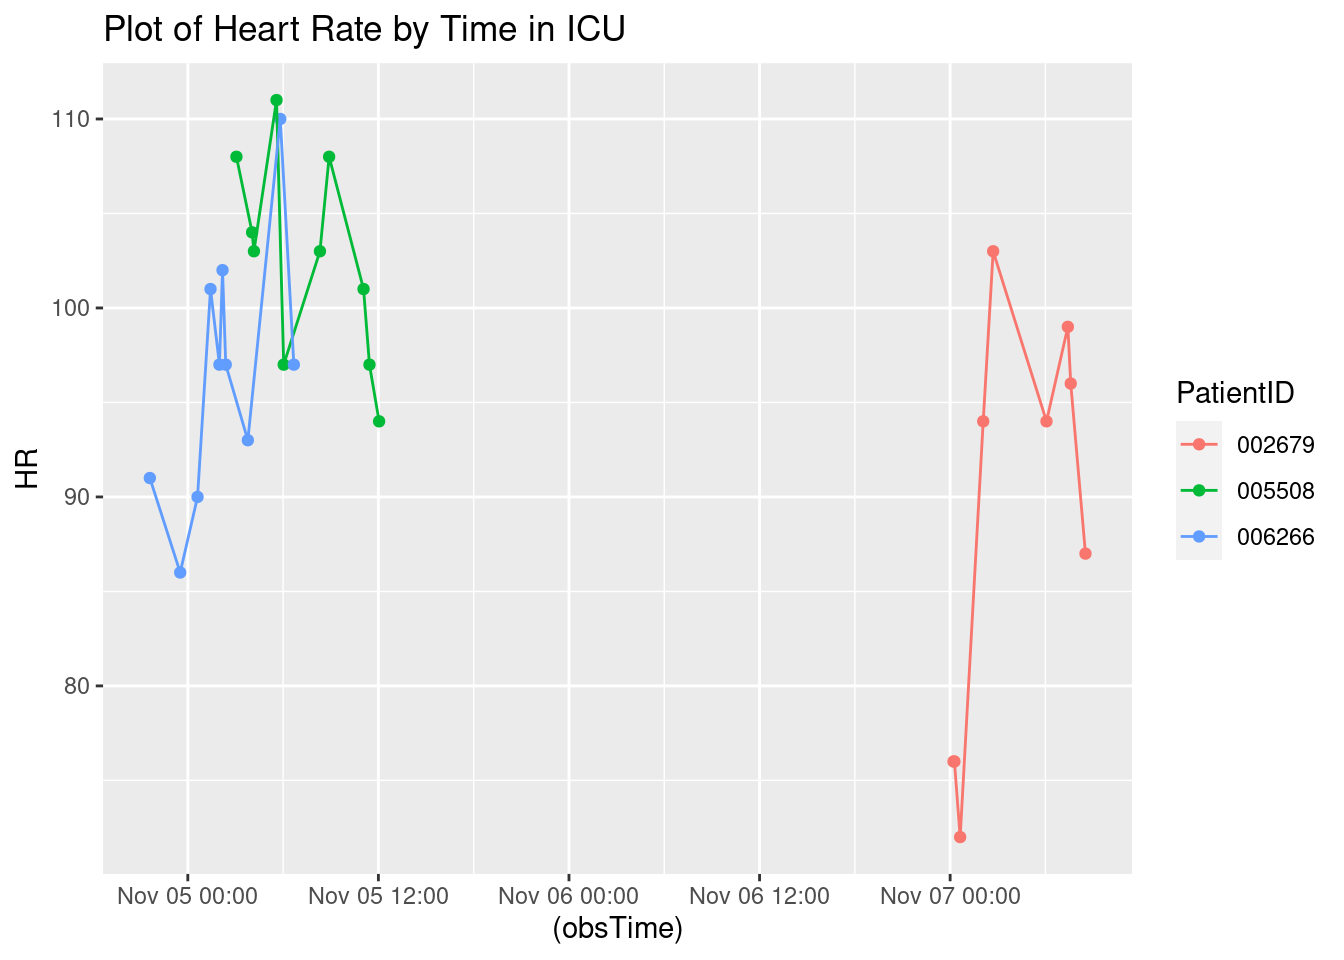 Plot of Heart Rate by Time in ICU
110
100
90
80
HR
Nov 05 00:00
Nov 05 12:00
Nov 06 00:00
Nov 06 12:00
Nov 07 00:00
(obsTime)
PatientID
002679
005508
006266